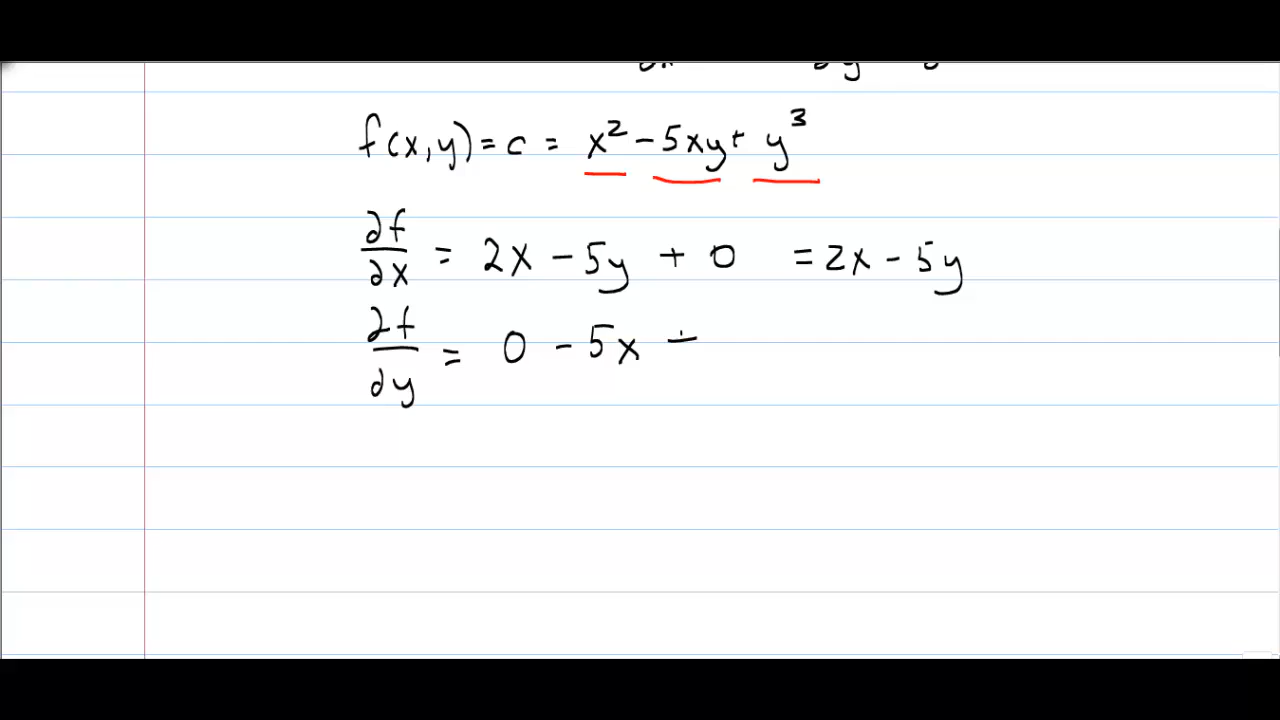 f(x,y) = c = x² - 5xy + y³
∂f/∂x = 2x - 5y + 0 = 2x - 5y
∂f/∂y = 0 - 5x +